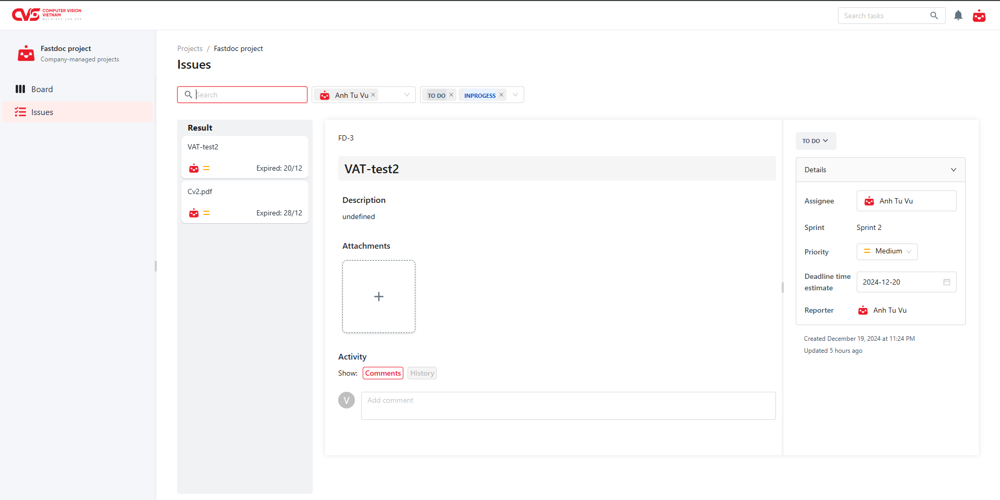 CVS COMPUTER VISION
VIETNAM
MACHINES CAN SEE
Search tasks
Fastdoc project
Company-managed projects
Board
Issues
Projects / Fastdoc project
Issues
Search
Anh Tu Vu
TO DO
INPROGESS
Result
VAT-test2
Expired: 20/12
Cv2.pdf
Expired: 28/12
FD-3
VAT-test2
Description
undefined
Attachments
Activity
Show: Comments History
V
Add comment
TO DO
Details
Assignee Anh Tu Vu
Sprint Sprint 2
Priority Medium
Deadline time
estimate
2024-12-20
Reporter Anh Tu Vu
Created December 19, 2024 at 11:24 PM
Updated 5 hours ago